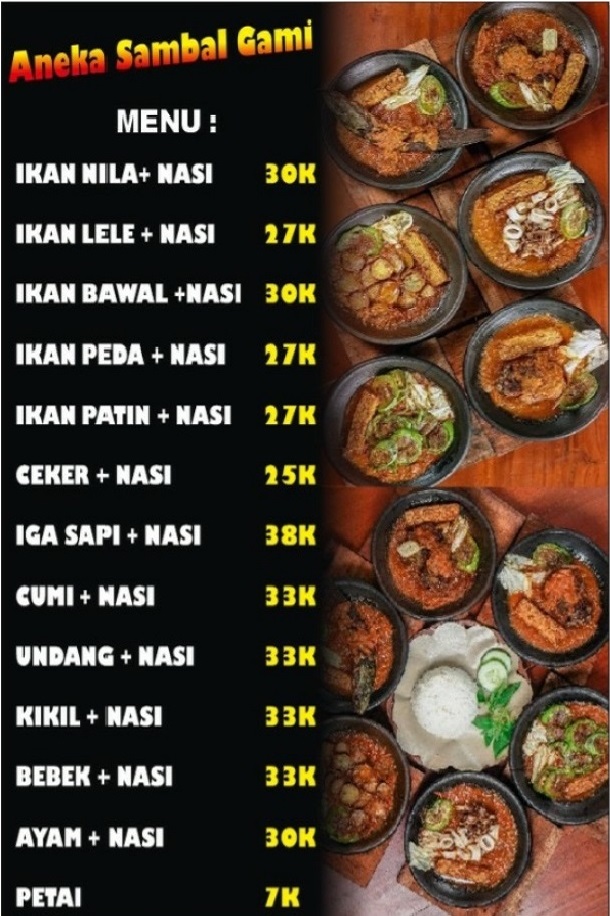 Aneka Sambal Gami
MENU :
IKAN NILA+ NASI 30K
IKAN LELE + NASI 27K
IKAN BAWAL +NASI 30K
IKAN PEDA + NASI 27K
IKAN PATIN + NASI 27K
CEKER + NASI 25K
IGA SAPI + NASI 38K
CUMI + NASI 33K
UNDANG + NASI 33K
KIKIL + NASI 33K
BEBEK + NASI 33K
AYAM + NASI 30K
PETAI 7K